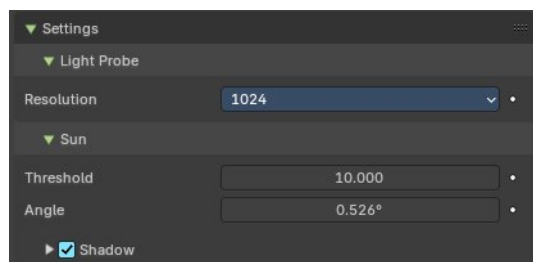 Settings
Light Probe
Resolution 1024
Sun
Threshold 10.000
Angle 0.526°
Shadow